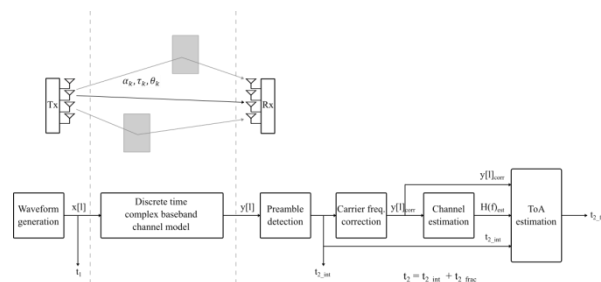 α_k, τ_k, θ_k
Tx
Rx
y[l]_corr
x[l]
y[l]
Waveform
generation
Discrete time
complex baseband
channel model
Preamble
detection
Carrier freq.
correction
y[l]_corr
Channel
estimation
H(f)_est
ToA
estimation
t_2_int
t_1
t_2_int
t_2 = t_2_int + t_2_frac